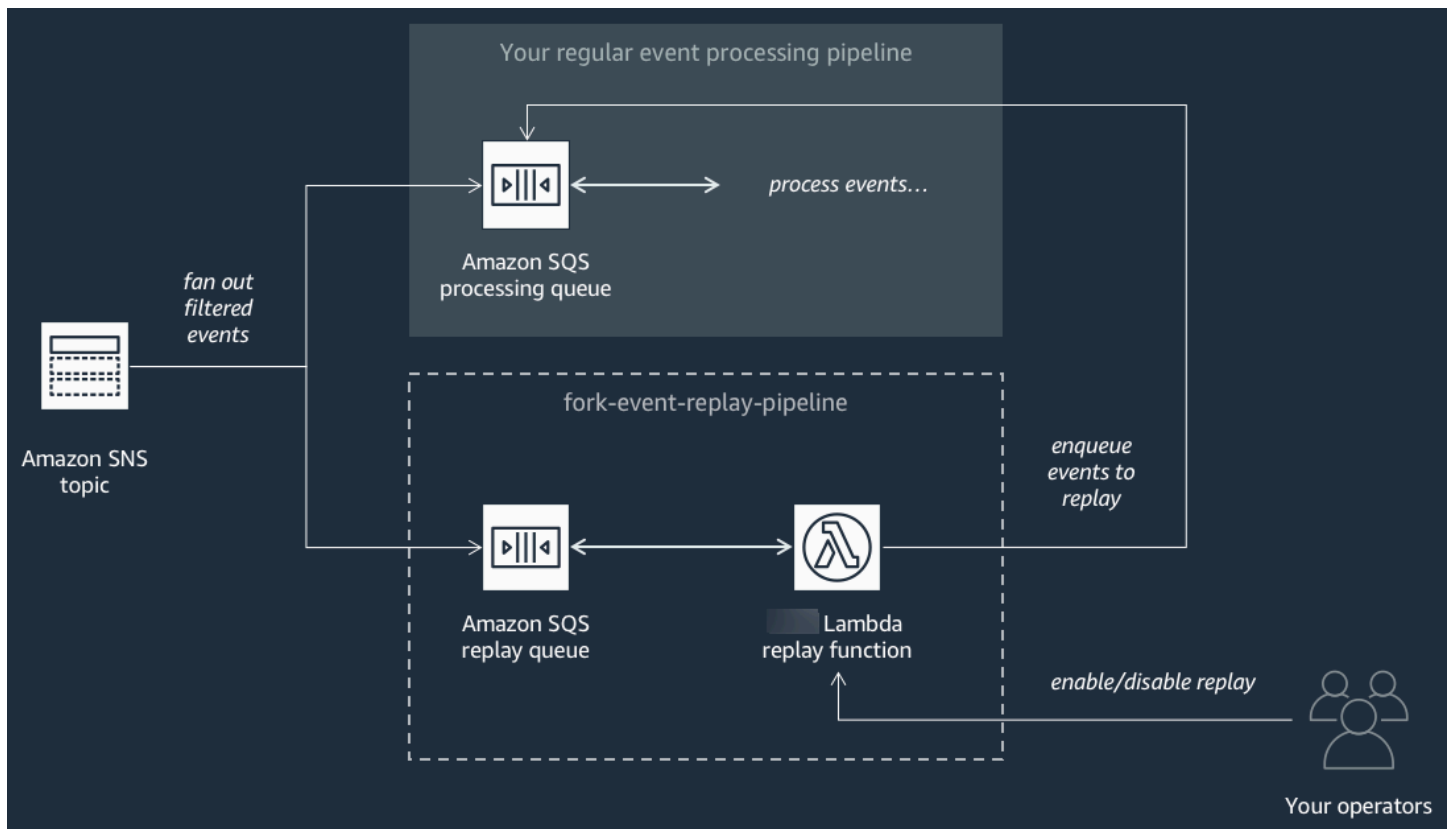 Your regular event processing pipeline
process events...
Amazon SQS
processing queue
fan out
filtered
events
Amazon SNS
topic
fork-event-replay-pipeline
enqueue
events to
replay
Amazon SQS
replay queue
Lambda
replay function
enable/disable replay
Your operators